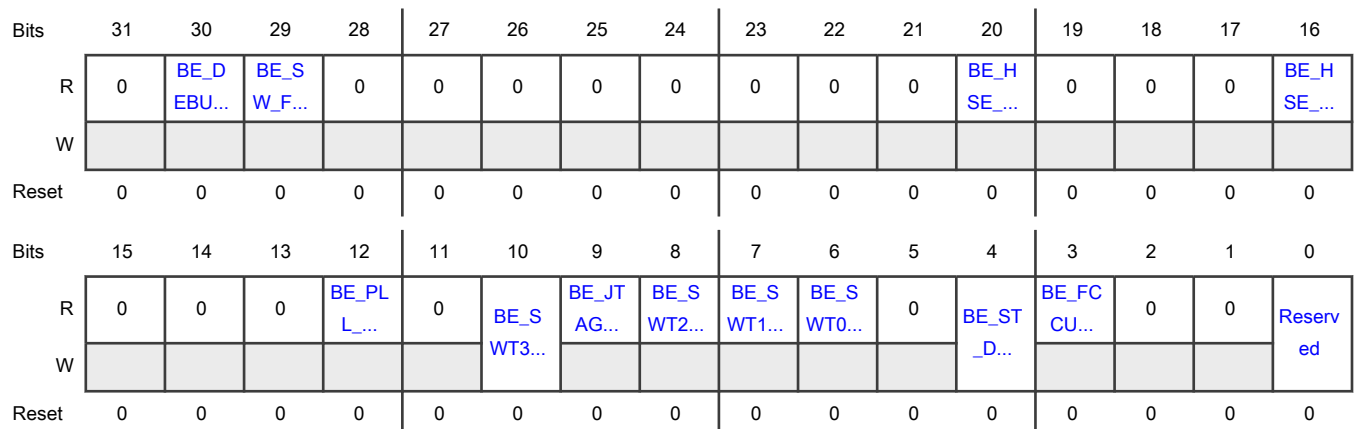 Bits 31 30 29 28 27 26 25 24 23 22 21 20 19 18 17 16
R 0 BE_D BE_S 0 0 0 0 0 0 0 0 BE_H 0 0 0 BE_H
EBU... W_F... SE_... SE_...
W
Reset 0 0 0 0 0 0 0 0 0 0 0 0 0 0 0 0
Bits 15 14 13 12 11 10 9 8 7 6 5 4 3 2 1 0
R 0 0 0 BE_PL 0 BE_S BE_JT BE_S BE_S BE_S 0 BE_ST BE_FC 0 0 Reserv
L_... WT3... AG... WT2... WT1... WT0... _D... CU... ed
W
Reset 0 0 0 0 0 0 0 0 0 0 0 0 0 0 0 0